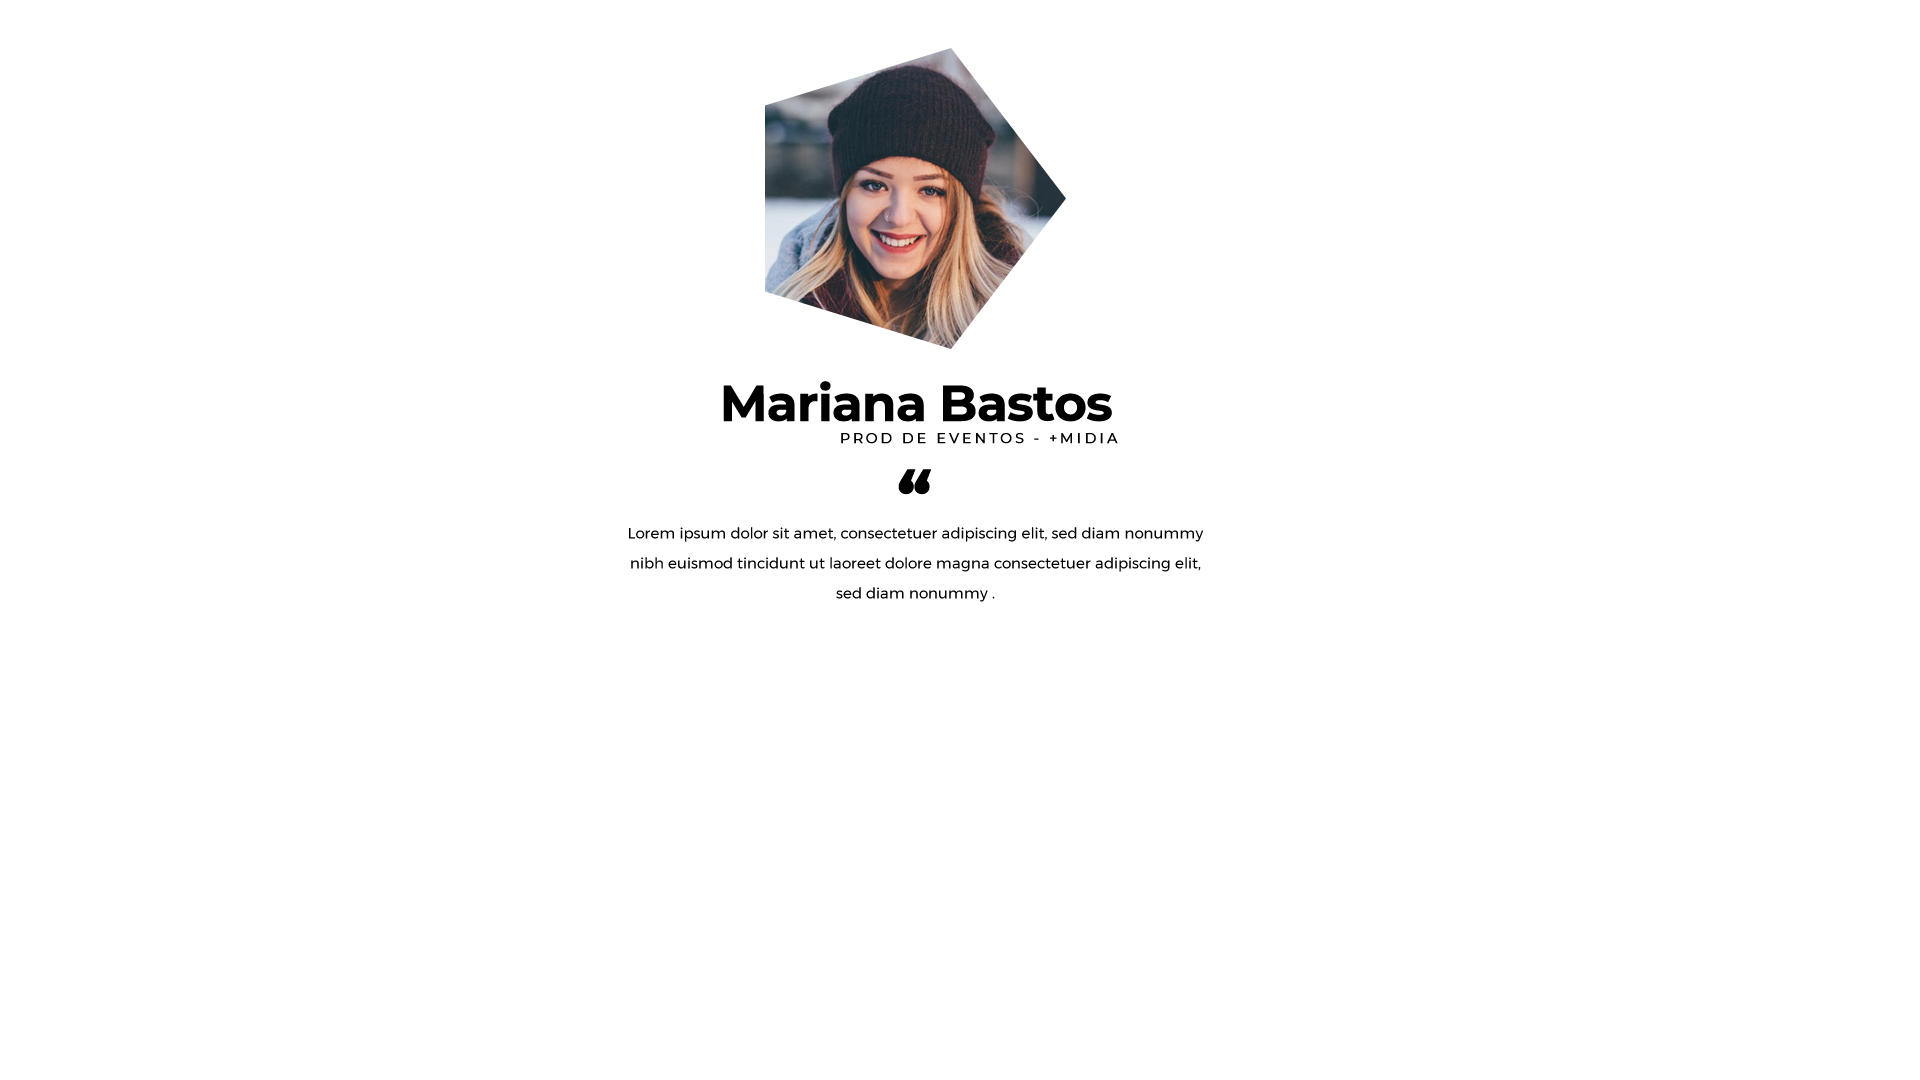 Mariana Bastos
PROD DE EVENTOS - +MIDIA
“
Lorem ipsum dolor sit amet, consectetuer adipiscing elit, sed diam nonummy
nibh euismod tincidunt ut laoreet dolore magna consectetuer adipiscing elit,
sed diam nonummy .